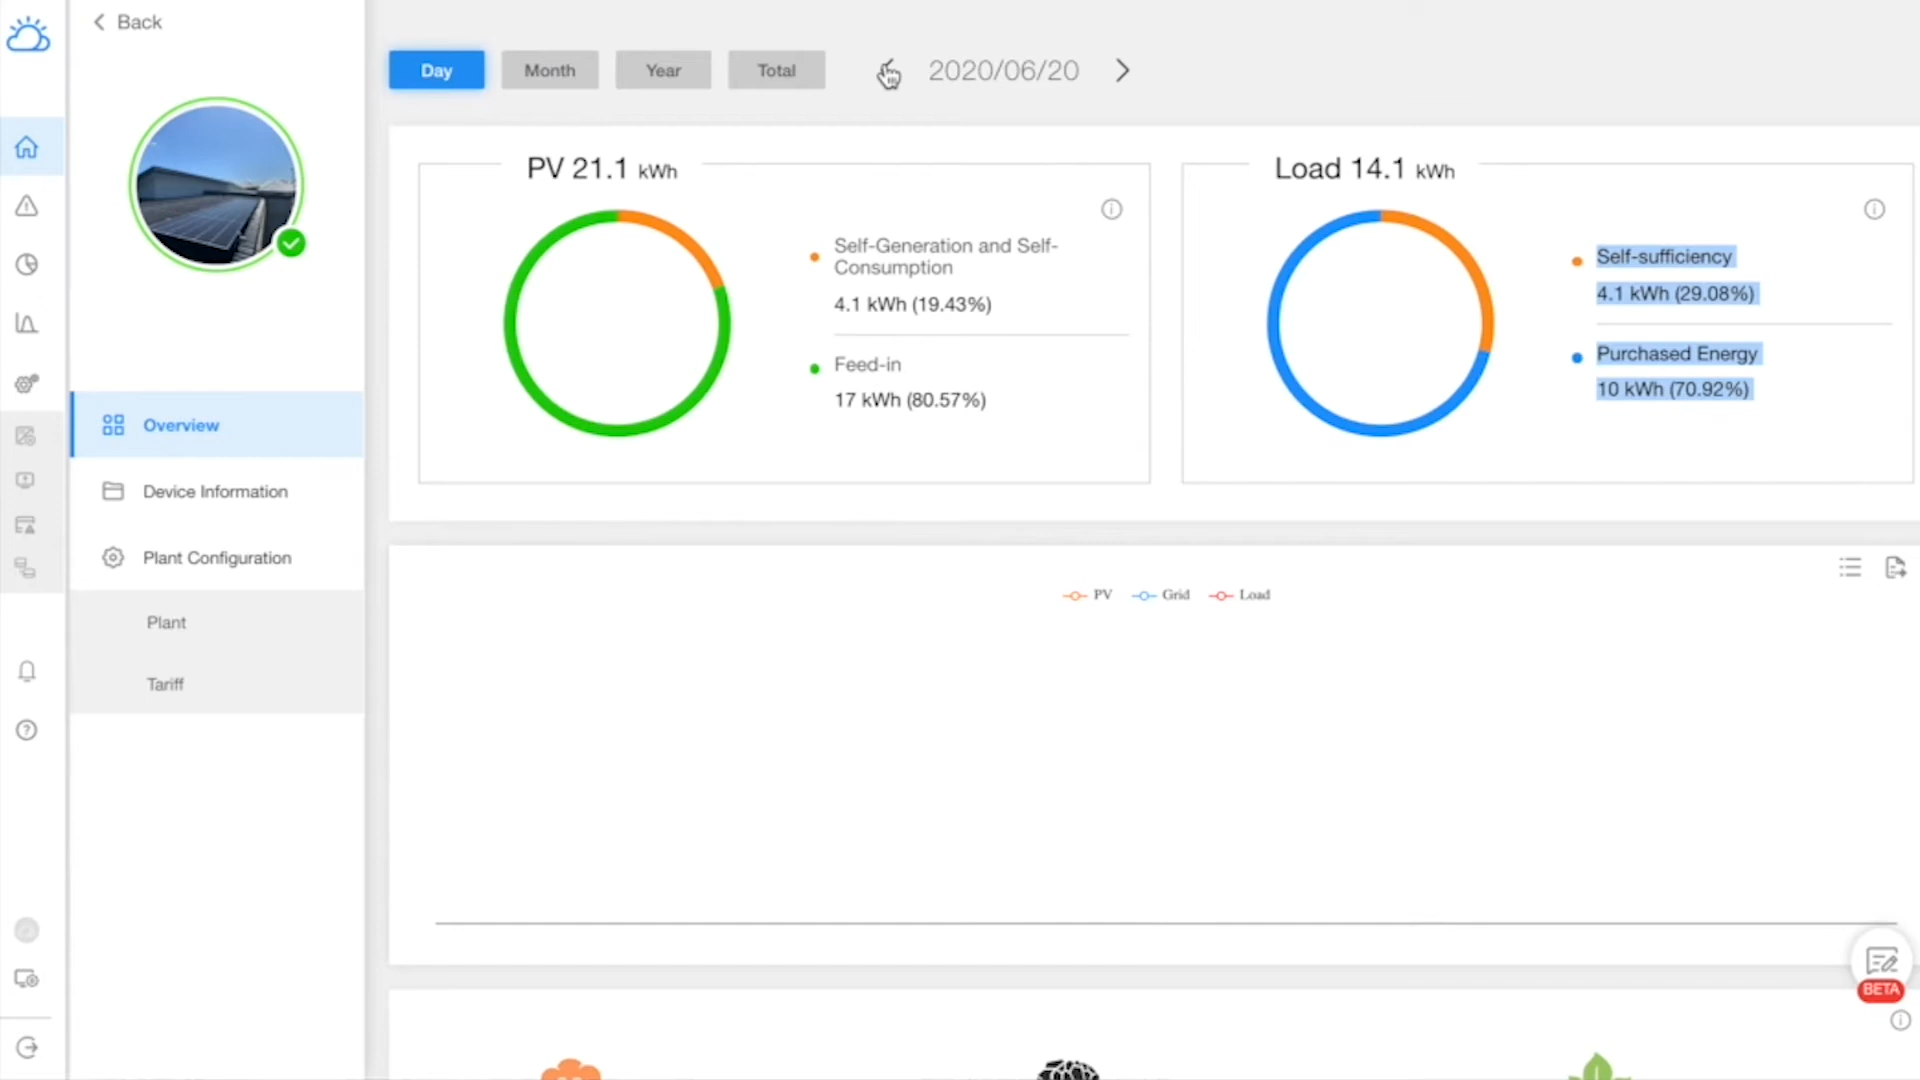 Back
Day
Month
Year
Total
2020/06/20
PV 21.1 kWh
Self-Generation and Self-
Consumption
4.1 kWh (19.43%)
Feed-in
17 kWh (80.57%)
Load 14.1 kWh
Self-sufficiency
4.1 kWh (29.08%)
Purchased Energy
10 kWh (70.92%)
Overview
Device Information
Plant Configuration
Plant
Tariff
PV
Grid
Load
BETA